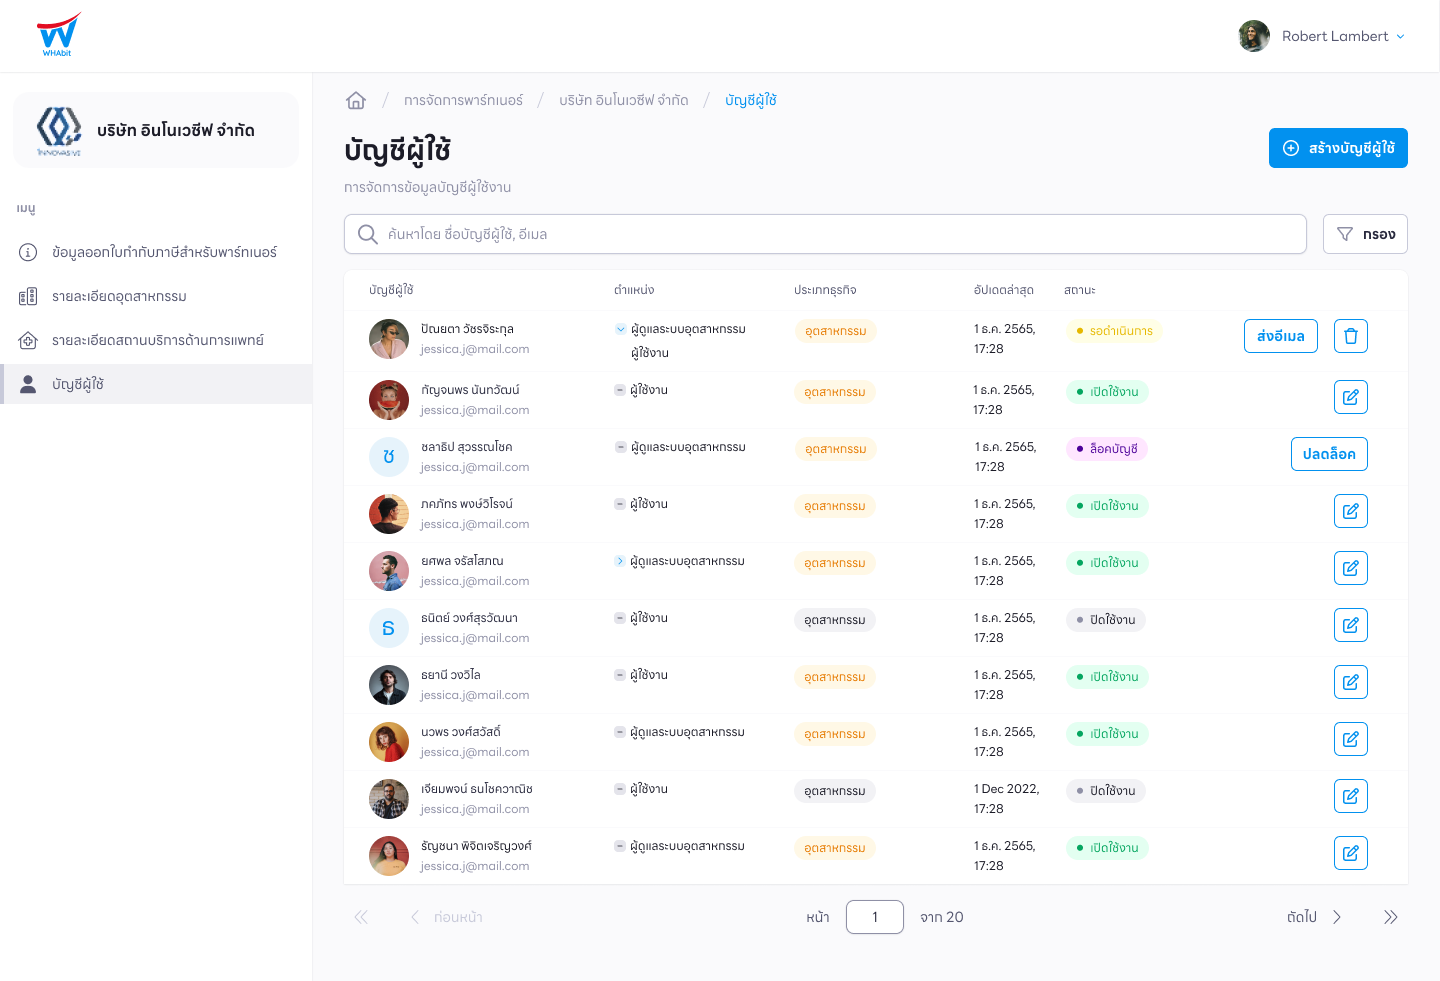 WHAbit
Robert Lambert
INNOVASIVE
บริษัท อินโนเวซีฟ จำกัด
เมนู
ข้อมูลออกใบกำกับภาษีสำหรับพาร์ทเนอร์
รายละเอียดอุตสาหกรรม
รายละเอียดสถานบริการด้านการแพทย์
บัญชีผู้ใช้
/ การจัดการพาร์ทเนอร์ / บริษัท อินโนเวซีฟ จำกัด / บัญชีผู้ใช้
บัญชีผู้ใช้
สร้างบัญชีผู้ใช้
การจัดการข้อมูลบัญชีผู้ใช้งาน
ค้นหาโดย ชื่อบัญชีผู้ใช้, อีเมล
กรอง
บัญชีผู้ใช้ ตำแหน่ง ประเภทธุรกิจ อัปเดตล่าสุด สถานะ
ปัณยตา วัชรจิระกุล ผู้ดูแลระบบอุตสาหกรรม อุตสาหกรรม 1 ธ.ค. 2565, รอดำเนินการ ส่งอีเมล
jessica.j@mail.com ผู้ใช้งาน 17:28
กัญจนพร นันทวัฒน์ ผู้ใช้งาน อุตสาหกรรม 1 ธ.ค. 2565, เปิดใช้งาน
jessica.j@mail.com 17:28
ช ชลาธิป สุวรรณโชค ผู้ดูแลระบบอุตสาหกรรม อุตสาหกรรม 1 ธ.ค. 2565, ล็อคบัญชี ปลดล็อค
jessica.j@mail.com 17:28
ภคภัทร พงษ์วิโรจน์ ผู้ใช้งาน อุตสาหกรรม 1 ธ.ค. 2565, เปิดใช้งาน
jessica.j@mail.com 17:28
ยศพล จรัสโสภณ ผู้ดูแลระบบอุตสาหกรรม อุตสาหกรรม 1 ธ.ค. 2565, เปิดใช้งาน
jessica.j@mail.com 17:28
ธ ธนิตย์ วงศ์สุรวัฒนา ผู้ใช้งาน อุตสาหกรรม 1 ธ.ค. 2565, ปิดใช้งาน
jessica.j@mail.com 17:28
ธยานี วงวิไล ผู้ใช้งาน อุตสาหกรรม 1 ธ.ค. 2565, เปิดใช้งาน
jessica.j@mail.com 17:28
นวพร วงศ์สวัสดิ์ ผู้ดูแลระบบอุตสาหกรรม อุตสาหกรรม 1 ธ.ค. 2565, เปิดใช้งาน
jessica.j@mail.com 17:28
เจียมพจน์ ธนโชควาณิช ผู้ใช้งาน อุตสาหกรรม 1 Dec 2022, ปิดใช้งาน
jessica.j@mail.com 17:28
รัญชนา พิจิตเจริญวงศ์ ผู้ดูแลระบบอุตสาหกรรม อุตสาหกรรม 1 ธ.ค. 2565, เปิดใช้งาน
jessica.j@mail.com 17:28
ก่อนหน้า หน้า 1 จาก 20 ถัดไป